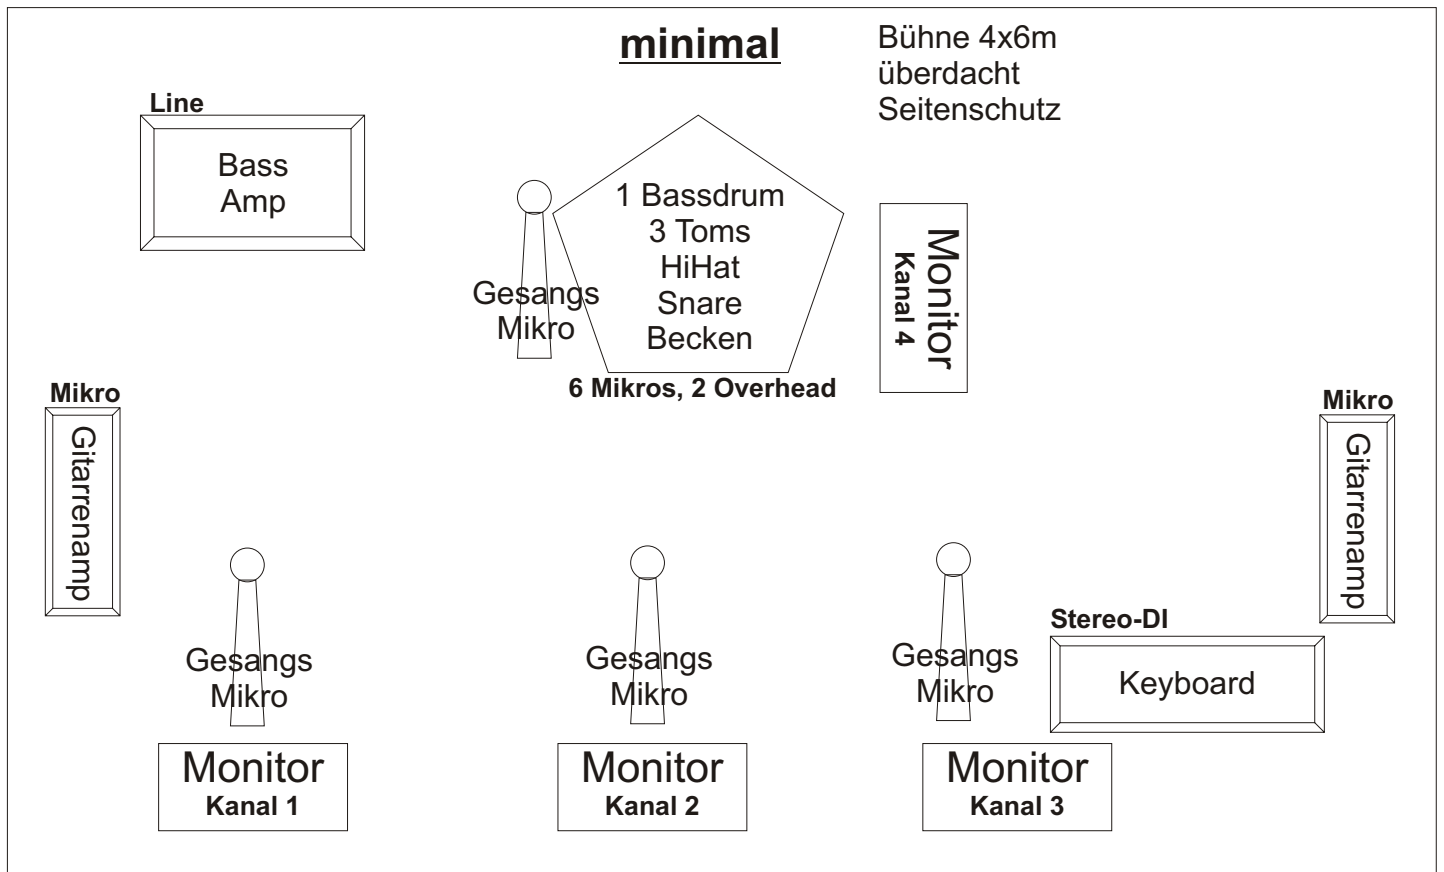 minimal
Bühne 4x6m
überdacht
Seitenschutz
Line
Bass
Amp
1 Bassdrum
3 Toms
HiHat
Snare
Becken
Gesangs
Mikro
6 Mikros, 2 Overhead
Monitor
Kanal 4
Mikro
Gitarrenamp
Mikro
Gitarrenamp
Gesangs
Mikro
Monitor
Kanal 1
Gesangs
Mikro
Monitor
Kanal 2
Gesangs
Mikro
Monitor
Kanal 3
Stereo-DI
Keyboard